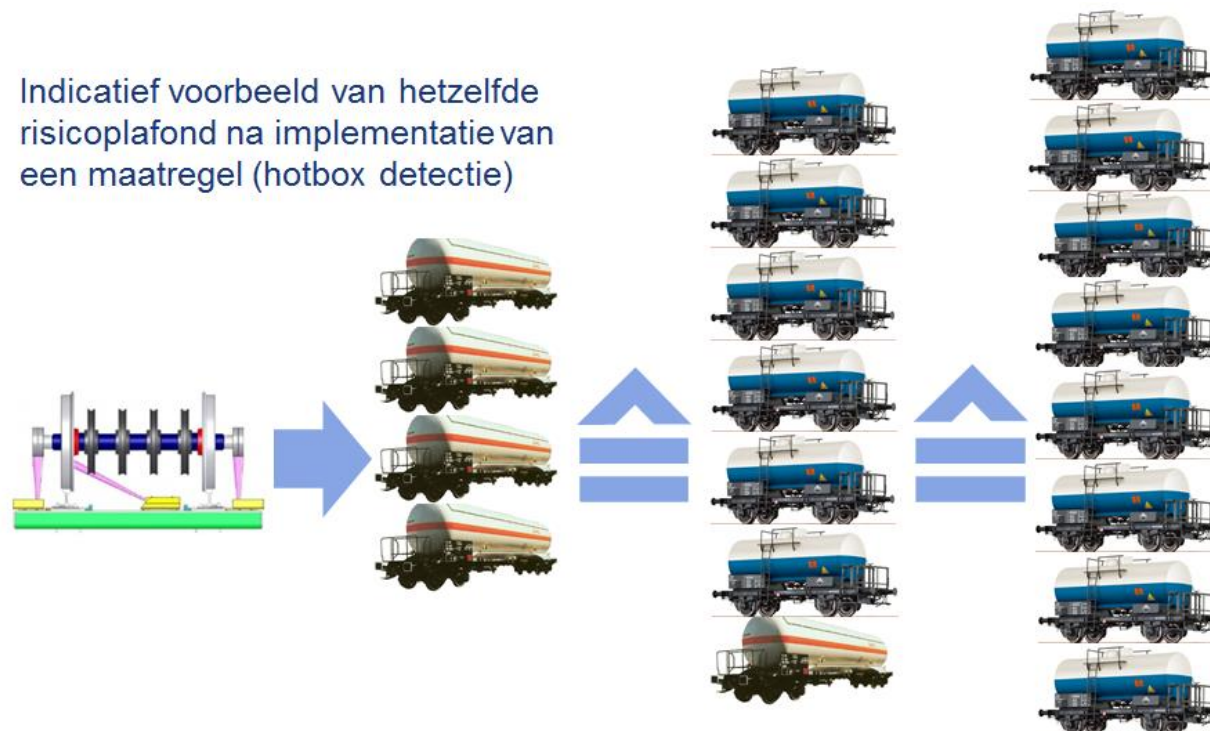 Indicatief voorbeeld van hetzelfde
risicoplafond na implementatie van
een maatregel (hotbox detectie)